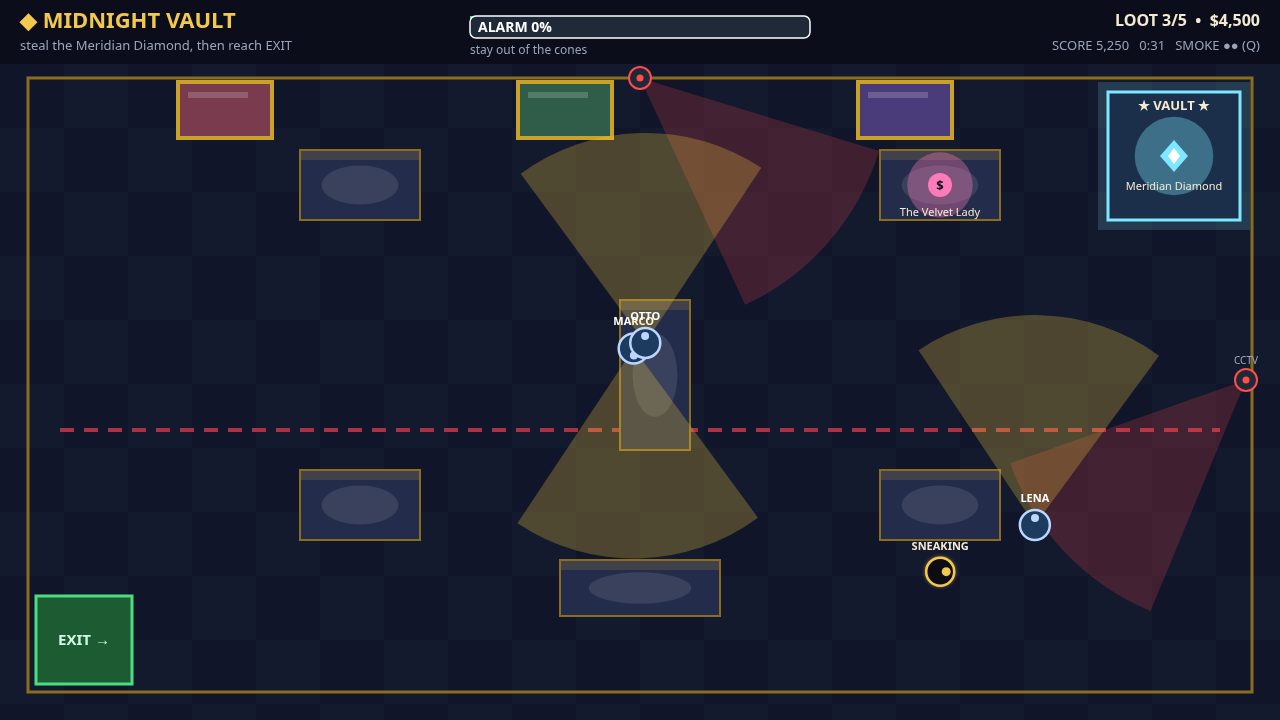 ◆ MIDNIGHT VAULT
steal the Meridian Diamond, then reach EXIT
ALARM 0%
stay out of the cones
LOOT 3/5 • $4,500
SCORE 5,250 0:31 SMOKE ●● (Q)
★ VAULT ★
Meridian Diamond
$
The Velvet Lady
OTTO
MARCO
CCTV
LENA
SNEAKING
EXIT →